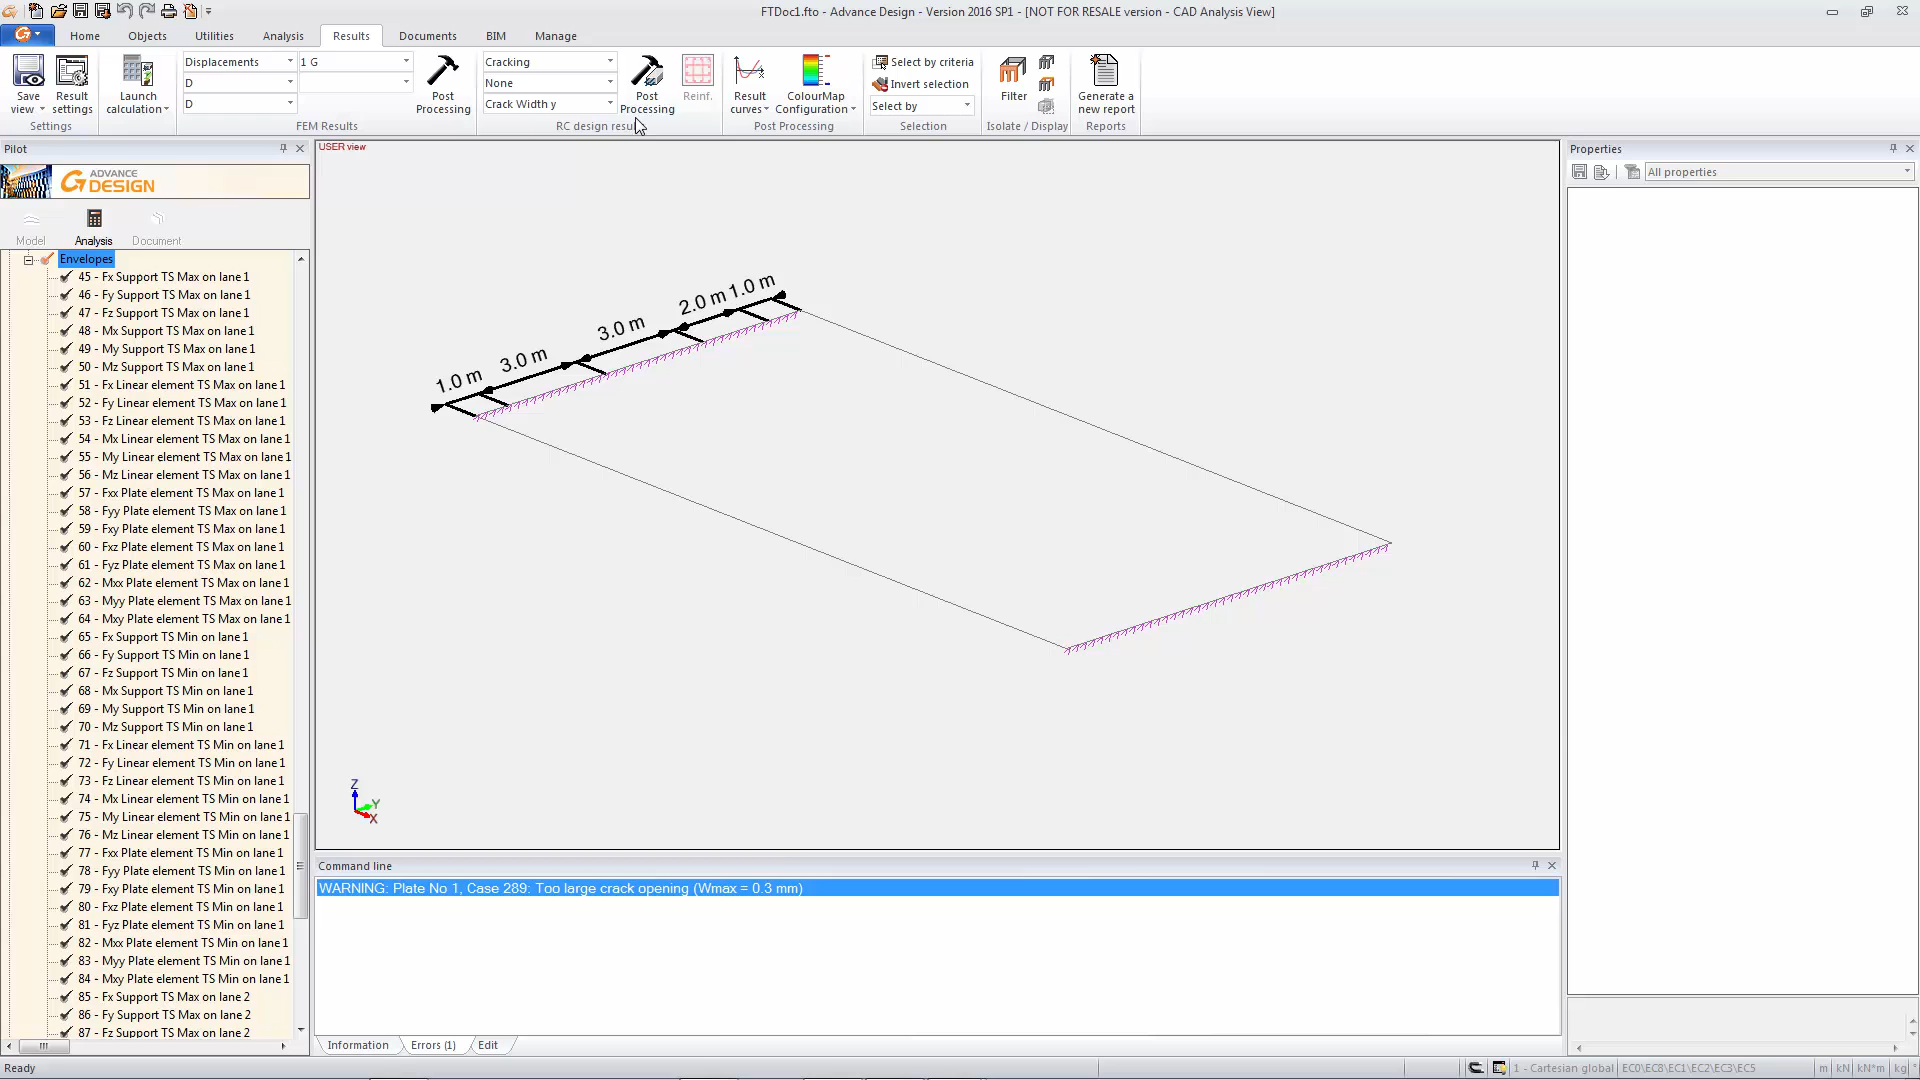 FTDoc1.fto - Advance Design - Version 2016 SP1 - [NOT FOR RESALE version - CAD Analysis View]
Home
Objects
Utilities
Analysis
Results
Documents
BIM
Manage
Save view
Result settings
Settings
Launch calculation
Displacements
1 G
D
D
Post Processing
FEM Results
Cracking
None
Crack Width y
Post Processing
Reinf.
RC design resu
Result curves
ColourMap Configuration
Post Processing
Select by criteria
Invert selection
Select by
Selection
Filter
Isolate / Display
Generate a new report
Reports
Pilot
ADVANCE
DESIGN
Model
Analysis
Document
Envelopes
45 - Fx Support TS Max on lane 1
46 - Fy Support TS Max on lane 1
47 - Fz Support TS Max on lane 1
48 - Mx Support TS Max on lane 1
49 - My Support TS Max on lane 1
50 - Mz Support TS Max on lane 1
51 - Fx Linear element TS Max on lane 1
52 - Fy Linear element TS Max on lane 1
53 - Fz Linear element TS Max on lane 1
54 - Mx Linear element TS Max on lane 1
55 - My Linear element TS Max on lane 1
56 - Mz Linear element TS Max on lane 1
57 - Fxx Plate element TS Max on lane 1
58 - Fyy Plate element TS Max on lane 1
59 - Fxy Plate element TS Max on lane 1
60 - Fxz Plate element TS Max on lane 1
61 - Fyz Plate element TS Max on lane 1
62 - Mxx Plate element TS Max on lane 1
63 - Myy Plate element TS Max on lane 1
64 - Mxy Plate element TS Max on lane 1
65 - Fx Support TS Min on lane 1
66 - Fy Support TS Min on lane 1
67 - Fz Support TS Min on lane 1
68 - Mx Support TS Min on lane 1
69 - My Support TS Min on lane 1
70 - Mz Support TS Min on lane 1
71 - Fx Linear element TS Min on lane 1
72 - Fy Linear element TS Min on lane 1
73 - Fz Linear element TS Min on lane 1
74 - Mx Linear element TS Min on lane 1
75 - My Linear element TS Min on lane 1
76 - Mz Linear element TS Min on lane 1
77 - Fxx Plate element TS Min on lane 1
78 - Fyy Plate element TS Min on lane 1
79 - Fxy Plate element TS Min on lane 1
80 - Fxz Plate element TS Min on lane 1
81 - Fyz Plate element TS Min on lane 1
82 - Mxx Plate element TS Min on lane 1
83 - Myy Plate element TS Min on lane 1
84 - Mxy Plate element TS Min on lane 1
85 - Fx Support TS Max on lane 2
86 - Fy Support TS Max on lane 2
87 - Fz Support TS Max on lane 2
USER view
1.0 m
3.0 m
3.0 m
2.0 m
1.0 m
Z
Y
X
Command line
WARNING: Plate No 1, Case 289: Too large crack opening (Wmax = 0.3 mm)
Information
Errors (1)
Edit
Properties
All properties
Ready
1 - Cartesian global
EC0\EC8\EC1\EC2\EC3\EC5
m
kN
kN*m
kg
°